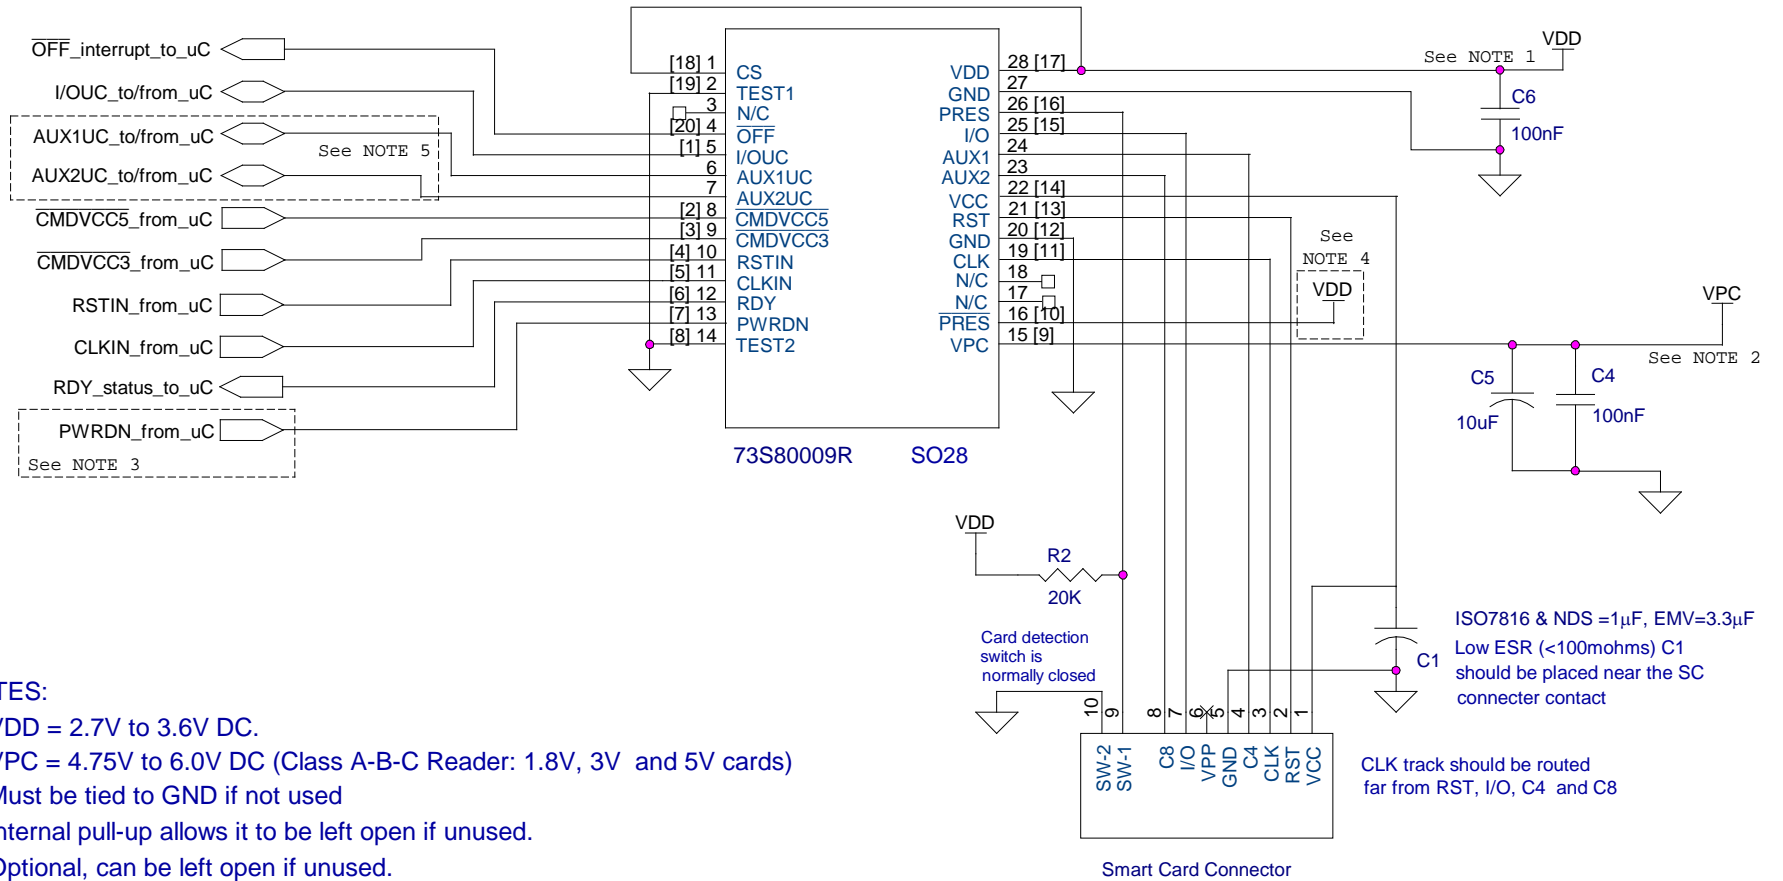 OFF_interrupt_to_uC
I/OUC_to/from_uC
AUX1UC_to/from_uC
See NOTE 5
AUX2UC_to/from_uC
CMDVCC5_from_uC
CMDVCC3_from_uC
RSTIN_from_uC
CLKIN_from_uC
RDY_status_to_uC
PWRDN_from_uC
See NOTE 3
[18] 1 CS
[19] 2 TEST1
3 N/C
[20] 4 OFF
[1] 5 I/OUC
6 AUX1UC
7 AUX2UC
[2] 8 CMDVCC5
[3] 9 CMDVCC3
[4] 10 RSTIN
[5] 11 CLKIN
[6] 12 RDY
[7] 13 PWRDN
[8] 14 TEST2
VDD 28 [17]
GND 27
PRES 26 [16]
I/O 25 [15]
AUX1 24
AUX2 23
VCC 22 [14]
RST 21 [13]
GND 20 [12]
CLK 19 [11]
N/C 18
N/C 17
PRES 16 [10]
VPC 15 [9]
73S80009R SO28
See NOTE 1
VDD
C6
100nF
See
NOTE 4
VDD
VPC
See NOTE 2
C5
10uF
C4
100nF
VDD
R2
20K
Card detection
switch is
normally closed
C1
ISO7816 & NDS =1μF, EMV=3.3μF
Low ESR (<100mohms) C1
should be placed near the SC
connecter contact
10 9 8 7 6 5 4 3 2 1
SW-2 SW-1 C8 I/O VPP GND C4 CLK RST VCC
CLK track should be routed
far from RST, I/O, C4 and C8
Smart Card Connector
TES:
VDD = 2.7V to 3.6V DC.
VPC = 4.75V to 6.0V DC (Class A-B-C Reader: 1.8V, 3V and 5V cards)
Must be tied to GND if not used
nternal pull-up allows it to be left open if unused.
Optional, can be left open if unused.